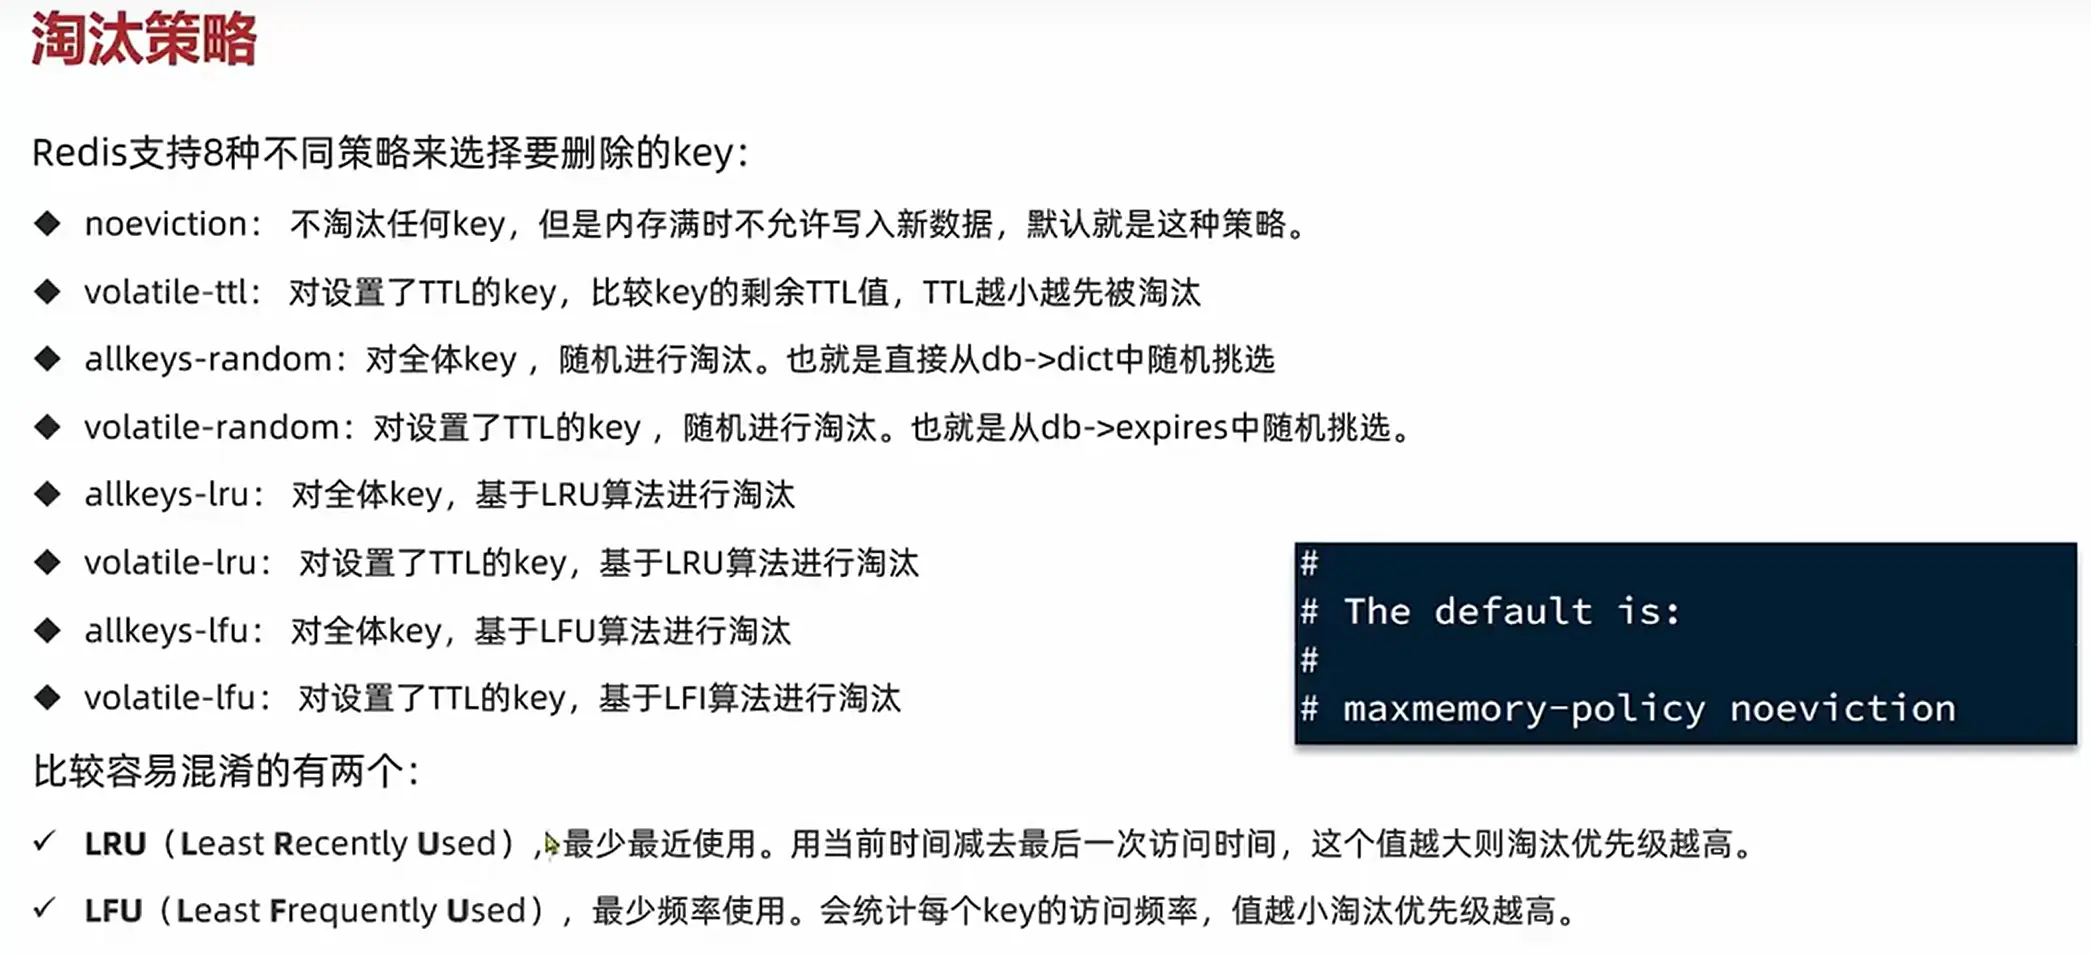 淘汰策略
Redis支持8种不同策略来选择要删除的key：
◆ noeviction： 不淘汰任何key，但是内存满时不允许写入新数据，默认就是这种策略。
◆ volatile-ttl： 对设置了TTL的key，比较key的剩余TTL值，TTL越小越先被淘汰
◆ allkeys-random：对全体key ，随机进行淘汰。也就是直接从db->dict中随机挑选
◆ volatile-random：对设置了TTL的key ，随机进行淘汰。也就是从db->expires中随机挑选。
◆ allkeys-lru： 对全体key，基于LRU算法进行淘汰
◆ volatile-lru： 对设置了TTL的key，基于LRU算法进行淘汰
◆ allkeys-lfu： 对全体key，基于LFU算法进行淘汰
◆ volatile-lfu： 对设置了TTL的key，基于LFI算法进行淘汰
#
# The default is:
#
# maxmemory-policy noeviction
比较容易混淆的有两个：
✓ LRU（Least Recently Used）,最少最近使用。用当前时间减去最后一次访问时间，这个值越大则淘汰优先级越高。
✓ LFU（Least Frequently Used），最少频率使用。会统计每个key的访问频率，值越小淘汰优先级越高。